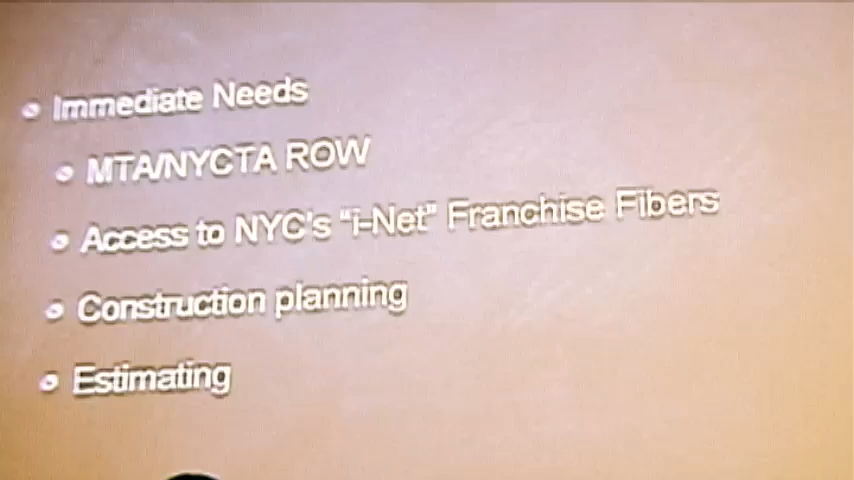 Immediate Needs
MTA/NYCTA ROW
Access to NYC's "i-Net" Franchise Fibers
Construction planning
Estimating